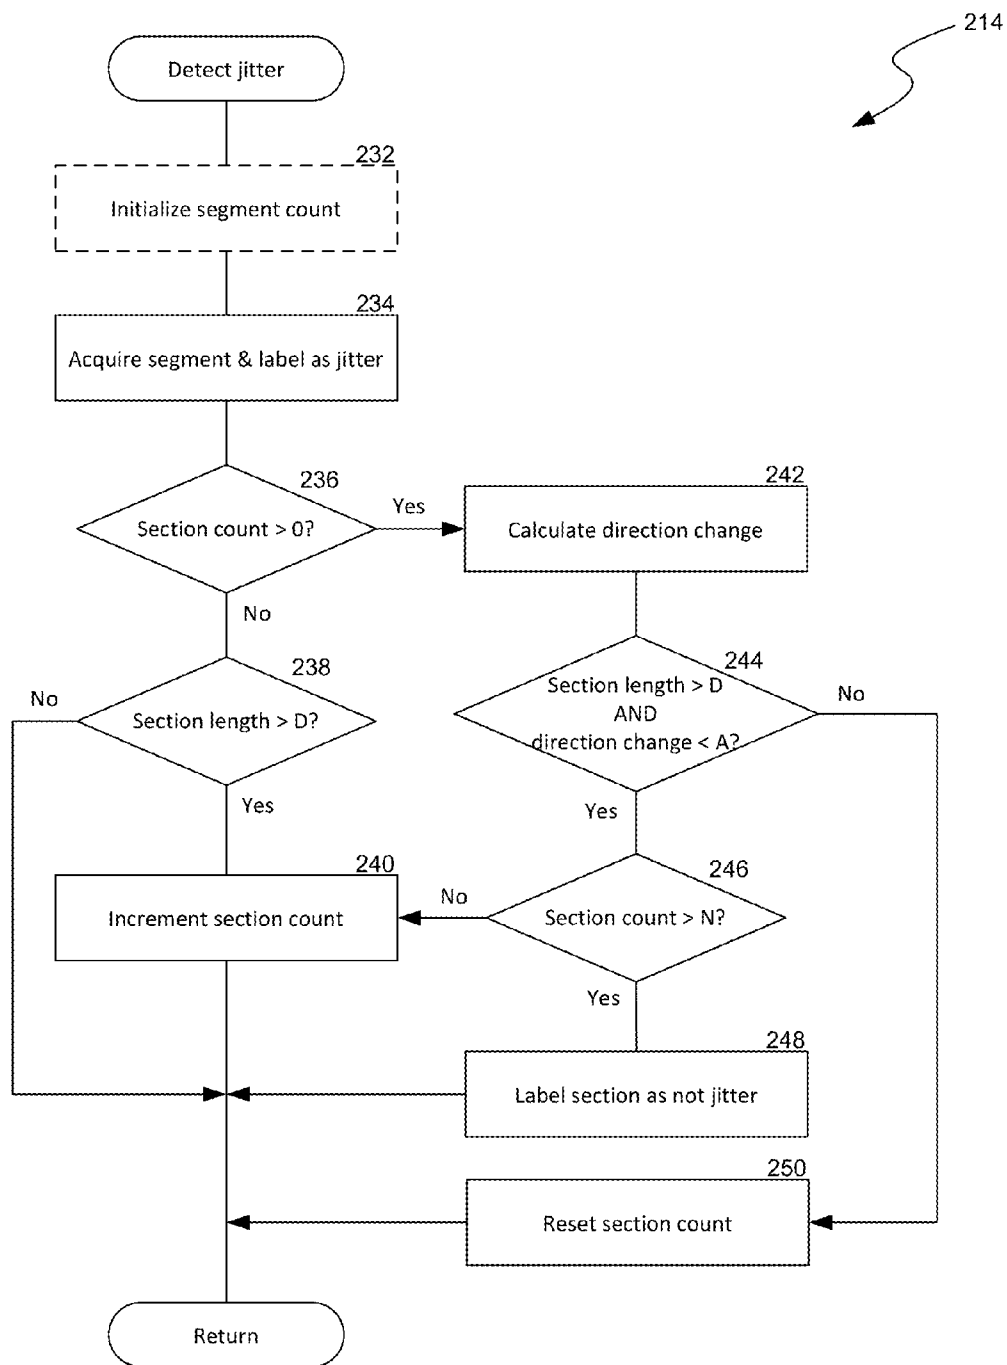 214
Detect jitter
232
Initialize segment count
234
Acquire segment & label as jitter
236
Section count > 0?
Yes
No
242
Calculate direction change
238
Section length > D?
No
Yes
244
Section length > D
AND
direction change < A?
No
Yes
240
Increment section count
246
Section count > N?
No
Yes
248
Label section as not jitter
250
Reset section count
Return